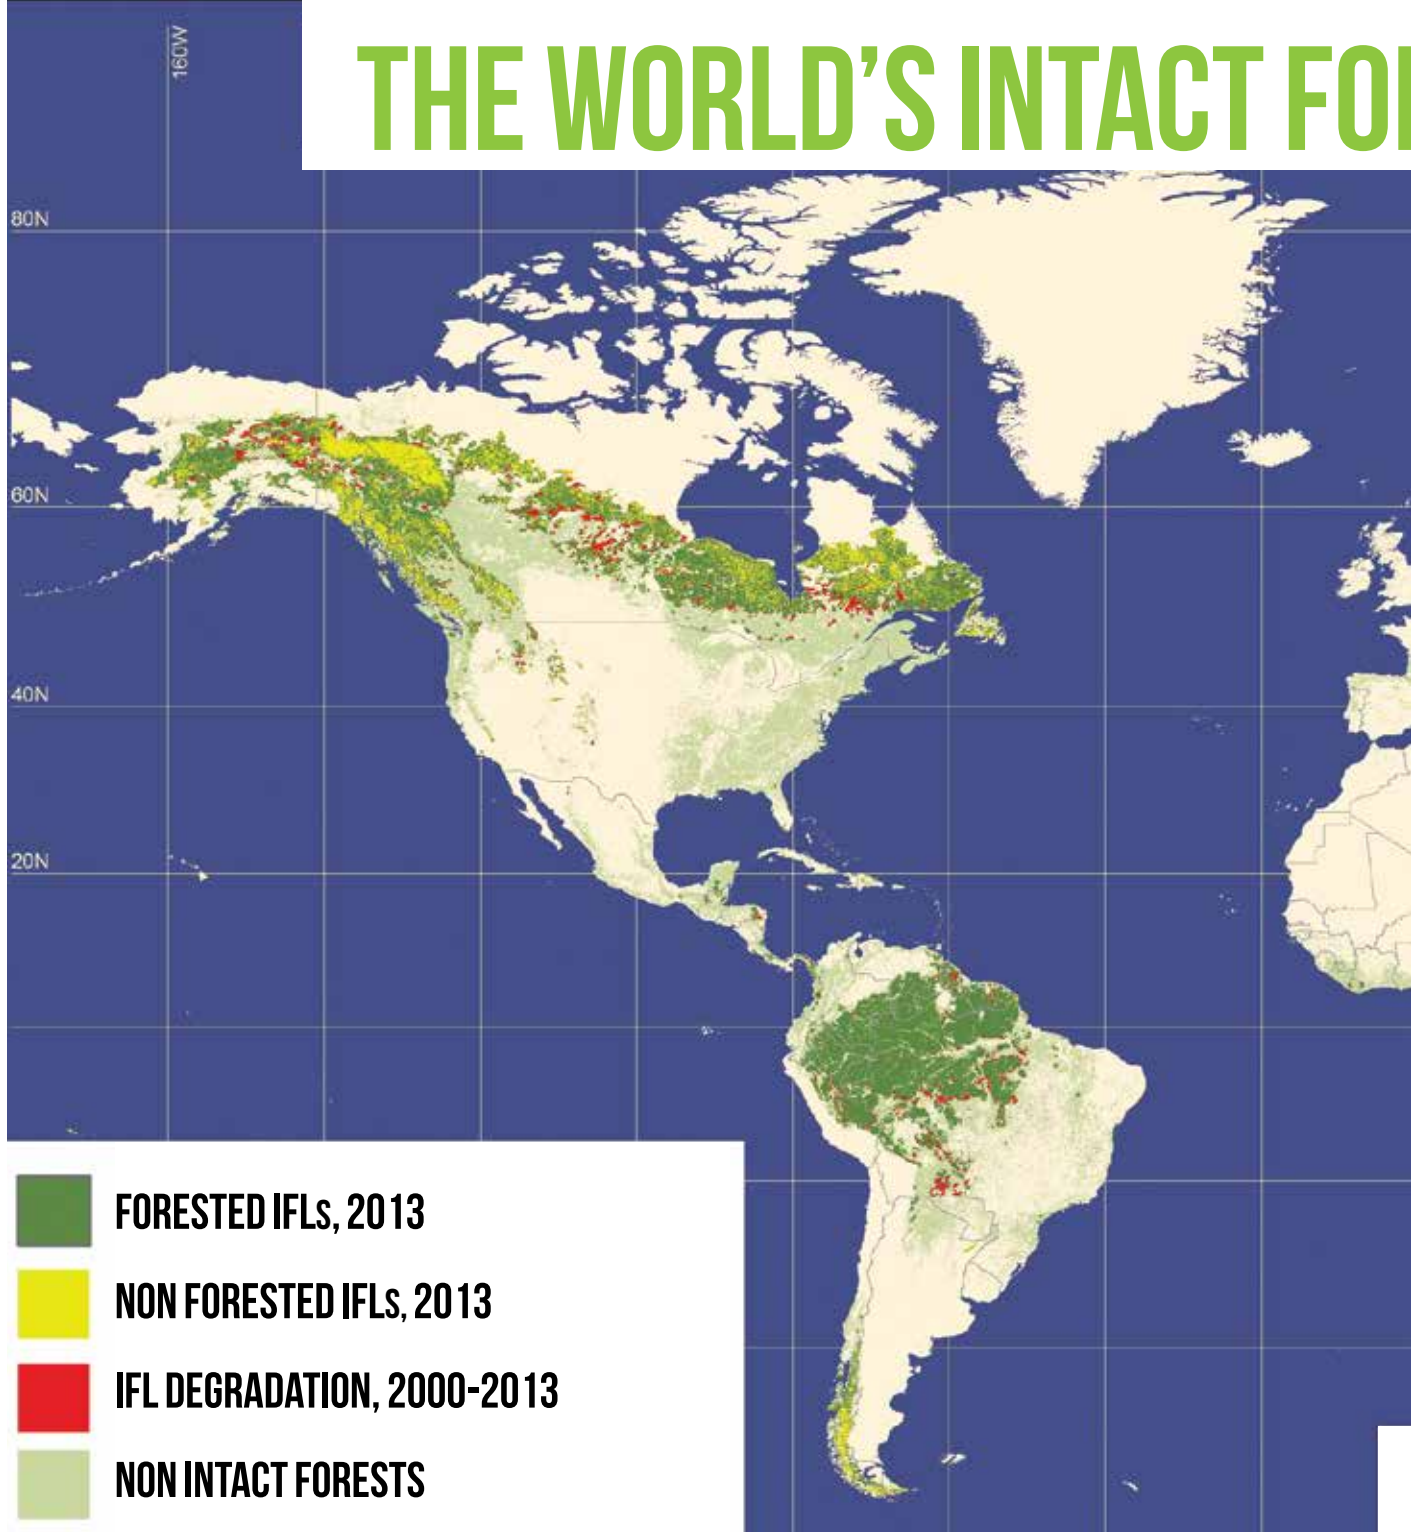 160W
THE WORLD'S INTACT FO
80N
60N
40N
20N
FORESTED IFLs, 2013
NON FORESTED IFLs, 2013
IFL DEGRADATION, 2000-2013
NON INTACT FORESTS